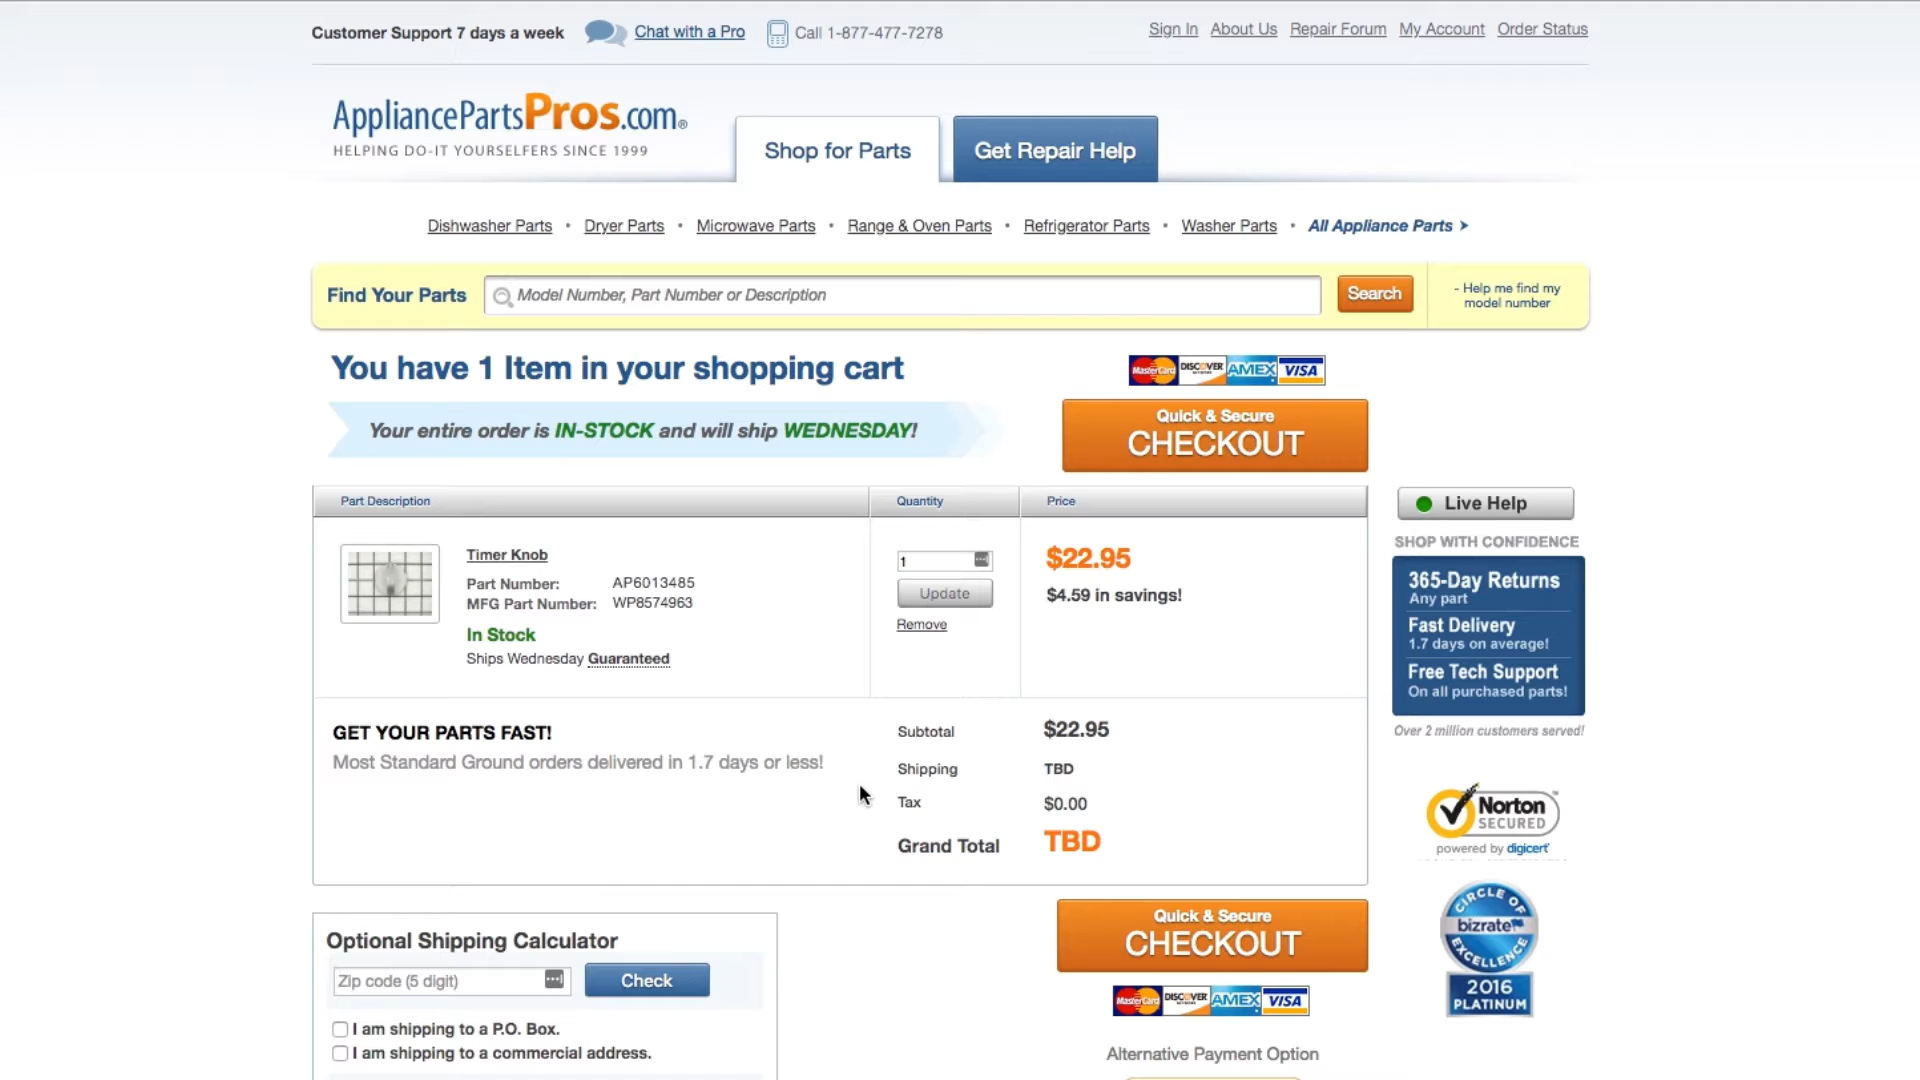 Customer Support 7 days a week
Chat with a Pro
Call 1-877-477-7278
Sign In
About Us
Repair Forum
My Account
Order Status
AppliancePartsPros.com®
HELPING DO-IT YOURSELFERS SINCE 1999
Shop for Parts
Get Repair Help
Dishwasher Parts • Dryer Parts • Microwave Parts • Range & Oven Parts • Refrigerator Parts • Washer Parts • All Appliance Parts >
Find Your Parts
Model Number, Part Number or Description
Search
- Help me find my
model number
You have 1 Item in your shopping cart
MasterCard DISCOVER NETWORK AMEX VISA
Your entire order is IN-STOCK and will ship WEDNESDAY!
Quick & Secure
CHECKOUT
Part Description
Quantity
Price
Timer Knob
Part Number: AP6013485
MFG Part Number: WP8574963
In Stock
Ships Wednesday Guaranteed
1
Update
Remove
$22.95
$4.59 in savings!
Live Help
SHOP WITH CONFIDENCE
365-Day Returns
Any part
Fast Delivery
1.7 days on average!
Free Tech Support
On all purchased parts!
Over 2 million customers served!
GET YOUR PARTS FAST!
Most Standard Ground orders delivered in 1.7 days or less!
Subtotal $22.95
Shipping TBD
Tax $0.00
Grand Total TBD
Norton
SECURED
powered by digicert
Quick & Secure
CHECKOUT
MasterCard DISCOVER NETWORK AMEX VISA
Alternative Payment Option
CIRCLE OF
bizrate
EXCELLENCE
2016
PLATINUM
Optional Shipping Calculator
Zip code (5 digit)
Check
I am shipping to a P.O. Box.
I am shipping to a commercial address.